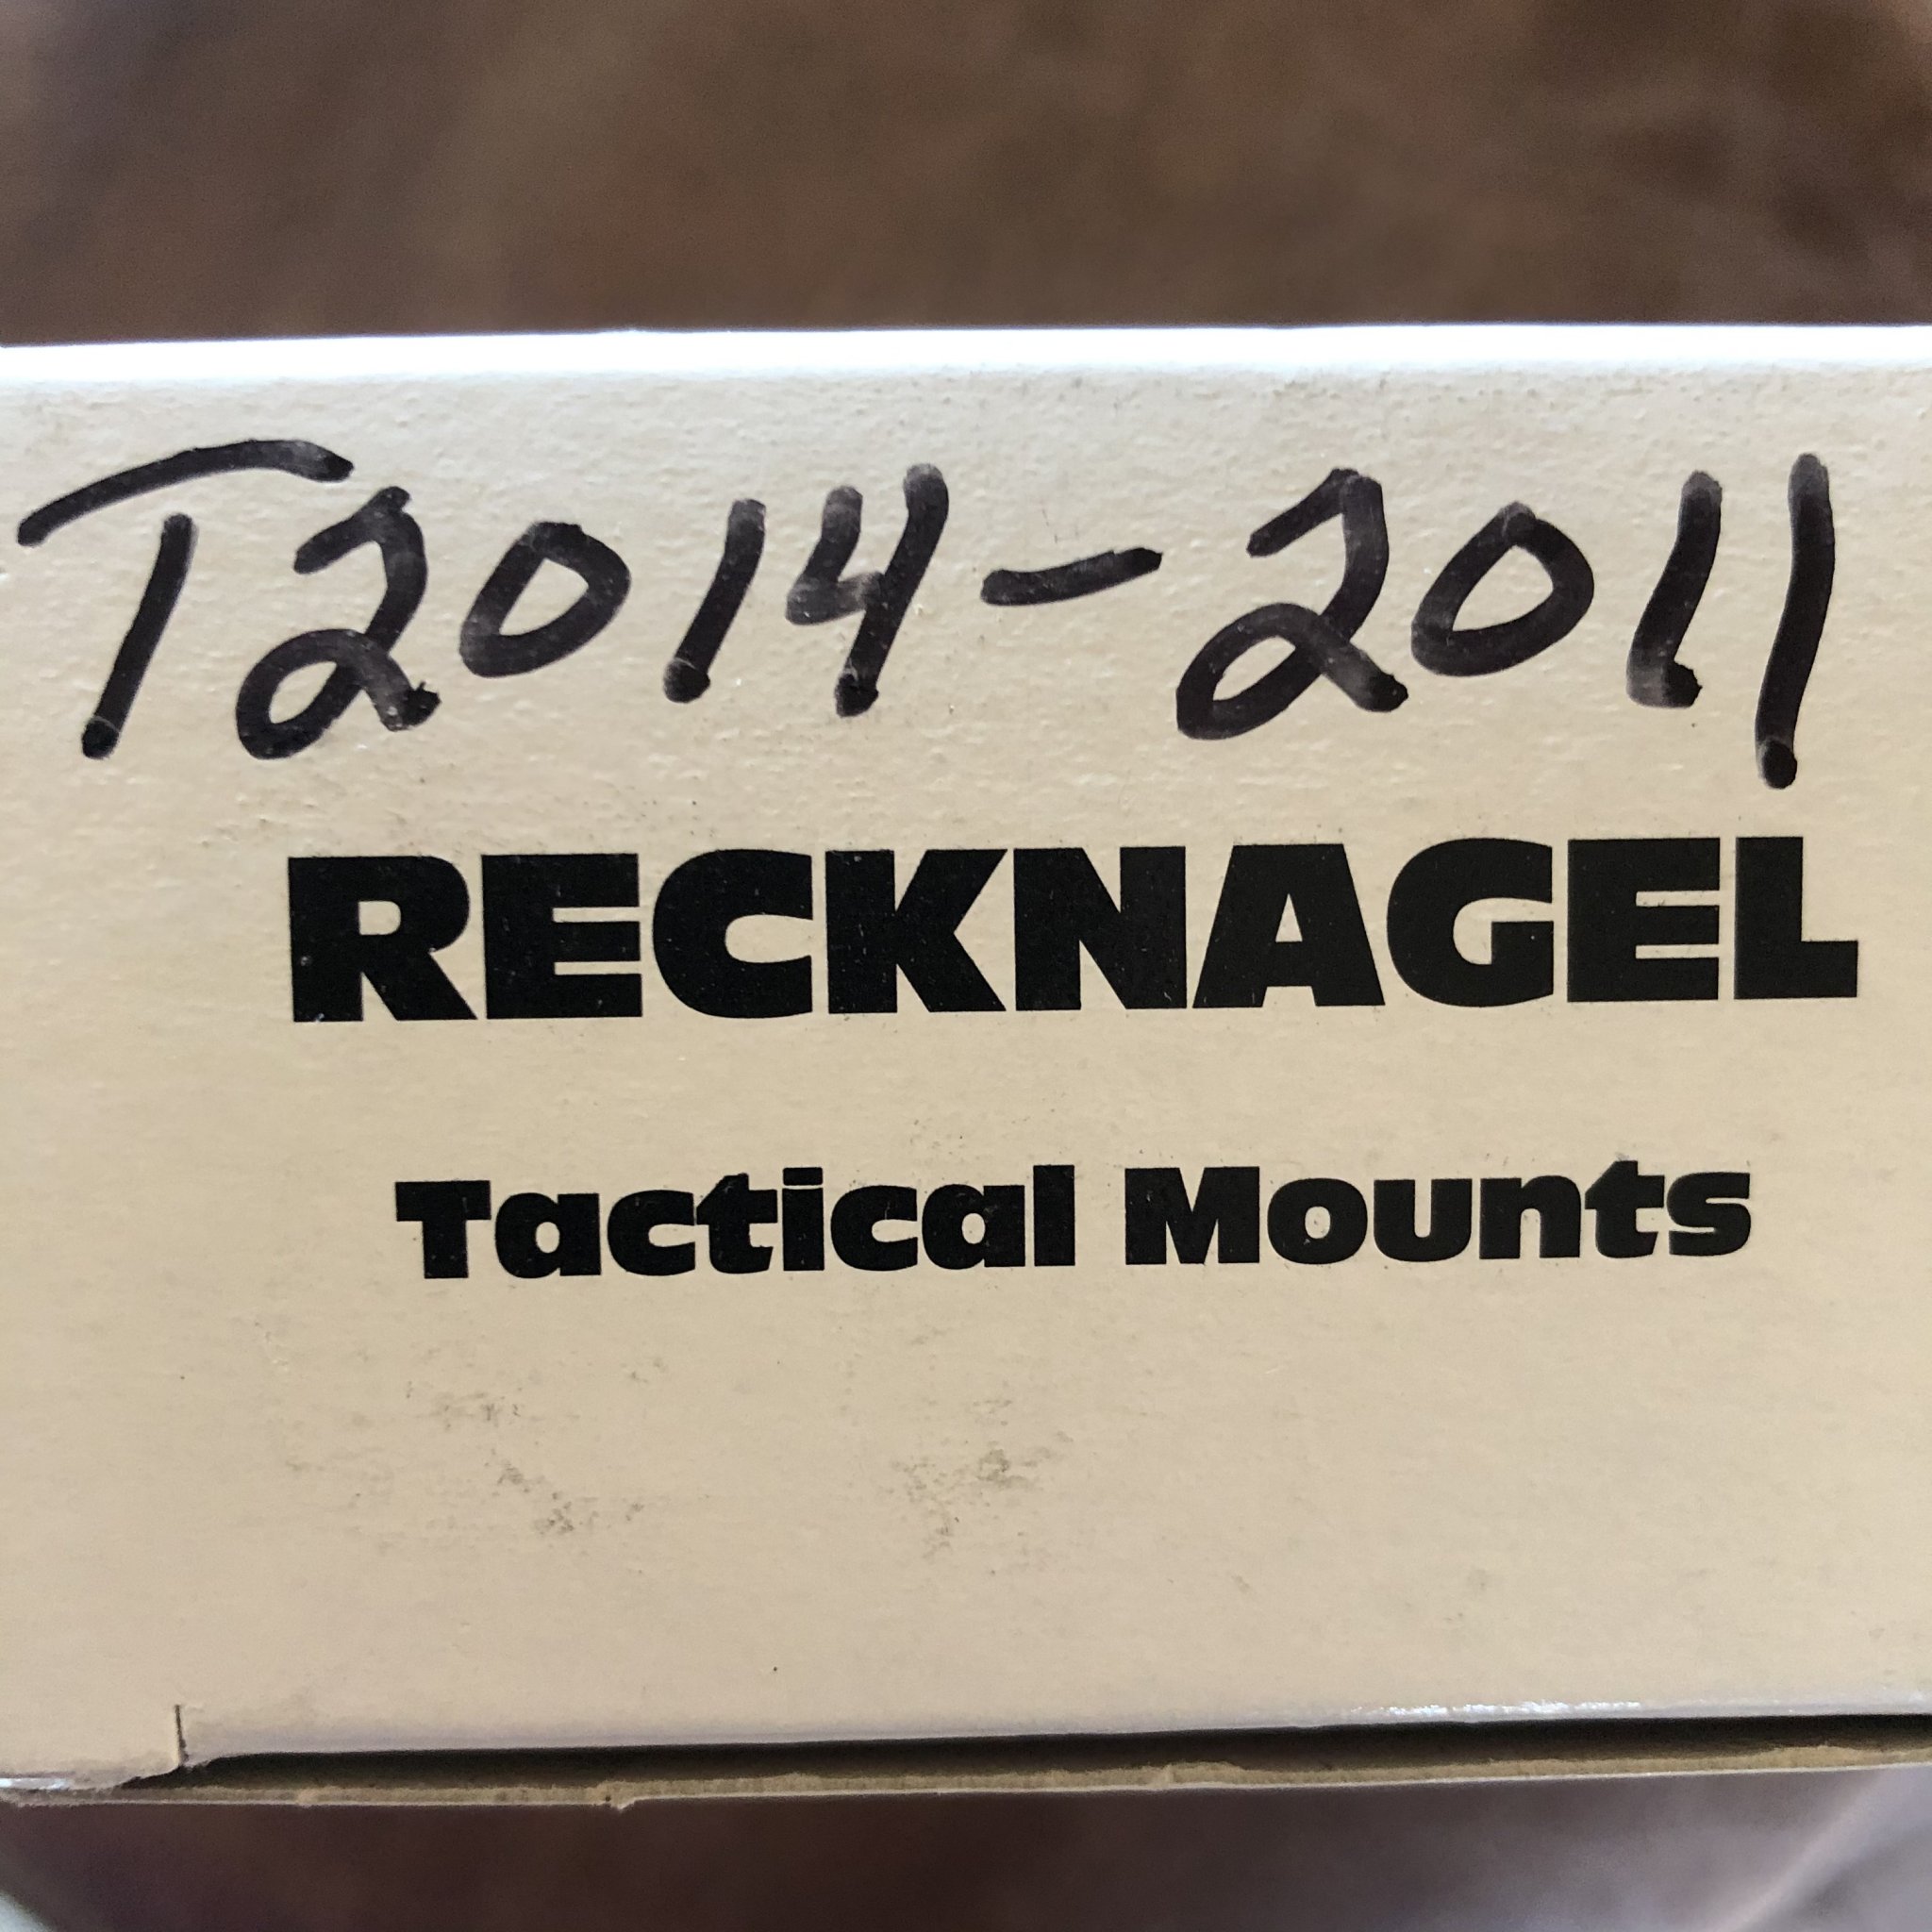 T2014-2011
RECKNAGEL
Tactical Mounts